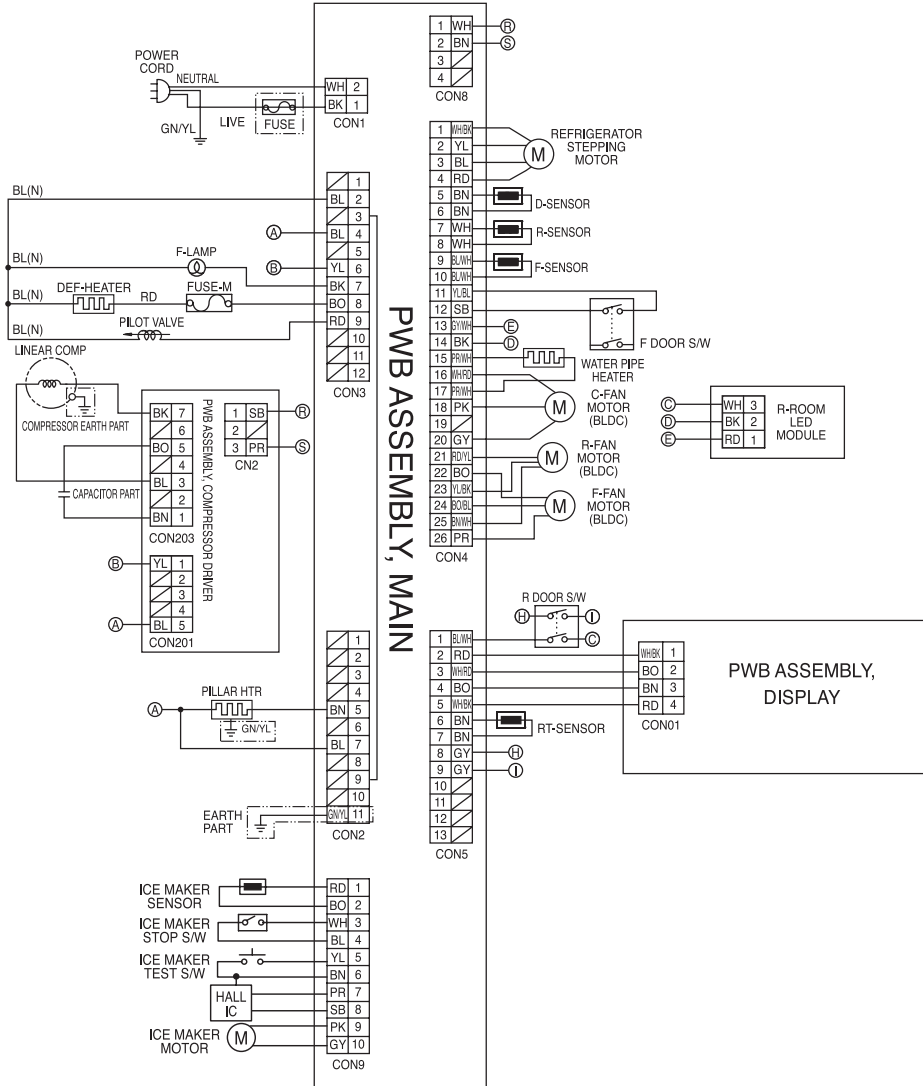 POWER CORD
NEUTRAL
LIVE
GN/YL
FUSE
WH 2
BK 1
CON1
1 WH R
2 BN S
3
4
CON8
1 WH/BK
2 YL
3 BL
4 RD
5 BN
6 BN
7 WH
8 WH
9 BL/WH
10 BL/WH
11 YL/BL
12 SB
13 GY/WH E
14 BK D
15 PR/WH
16 WH/RD
17 PR/WH
18 PK
19
20 GY
21 RD/YL
22 BO
23 YL/BK
24 BO/BL
25 BN/WH
26 PR
CON4
M
REFRIGERATOR STEPPING MOTOR
D-SENSOR
R-SENSOR
F-SENSOR
F DOOR S/W
WATER PIPE HEATER
M
C-FAN MOTOR (BLDC)
M
R-FAN MOTOR (BLDC)
M
F-FAN MOTOR (BLDC)
C WH 3
D BK 2
E RD 1
R-ROOM LED MODULE
BL(N)
BL(N)
BL(N)
BL(N)
A
B
F-LAMP
DEF-HEATER
RD
FUSE-M
PILOT VALVE
1
BL 2
3
BL 4
5
YL 6
BK 7
BO 8
RD 9
10
11
12
CON3
LINEAR COMP
COMPRESSOR EARTH PART
CAPACITOR PART
BK 7
6
BO 5
4
BL 3
2
BN 1
CON203
1 SB R
2
3 PR S
CN2
PWB ASSEMBLY, COMPRESSOR DRIVER
B YL 1
2
3
4
A BL 5
CON201
PWB ASSEMBLY, MAIN
A
PILLAR HTR
GN/YL
EARTH PART
1
2
3
4
BN 5
6
BL 7
8
9
10
GN/YL 11
CON2
R DOOR S/W
H I
C
1 BL/WH
2 RD
3 WH/RD
4 BO
5 WH/BK
6 BN
7 BN
8 GY H
9 GY I
10
11
12
13
CON5
RT-SENSOR
WH/BK 1
BO 2
BN 3
RD 4
CON01
PWB ASSEMBLY, DISPLAY
ICE MAKER SENSOR
ICE MAKER STOP S/W
ICE MAKER TEST S/W
HALL IC
ICE MAKER MOTOR
M
RD 1
BO 2
WH 3
BL 4
YL 5
BN 6
PR 7
SB 8
PK 9
GY 10
CON9